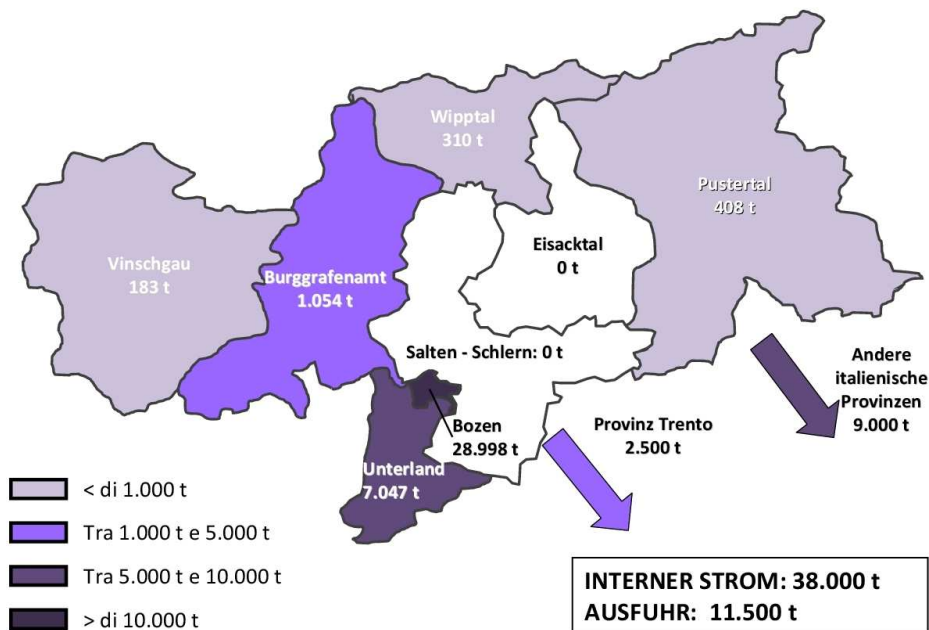 Wipptal
310 t
Pustertal
408 t
Eisacktal
0 t
Vinschgau
183 t
Burggrafenamt
1.054 t
Salten - Schlern: 0 t
Andere
italienische
Provinzen
9.000 t
Bozen
28.998 t
Provinz Trento
2.500 t
Unterland
7.047 t
< di 1.000 t
Tra 1.000 t e 5.000 t
Tra 5.000 t e 10.000 t
> di 10.000 t
INTERNER STROM: 38.000 t
AUSFUHR: 11.500 t